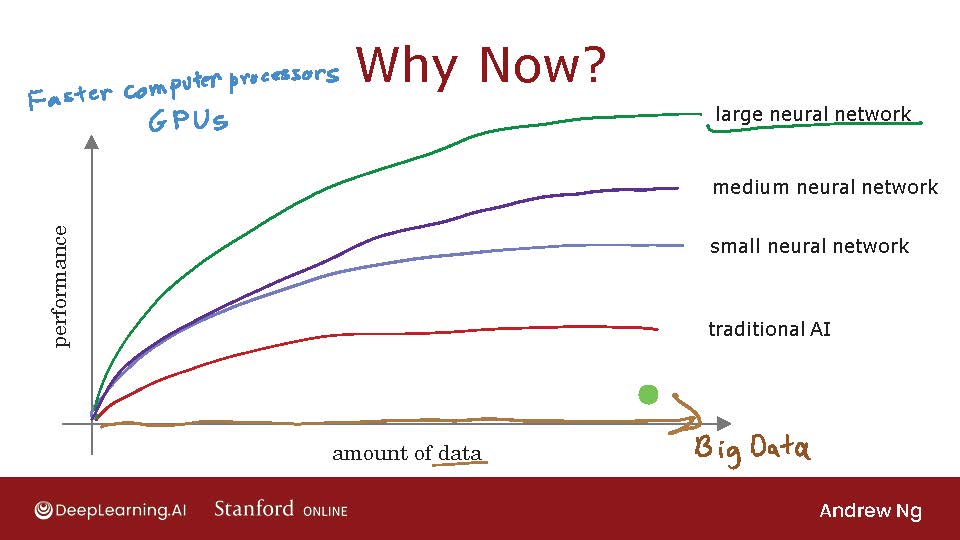 Why Now?
Faster computer processors
GPUs
large neural network
medium neural network
small neural network
traditional AI
performance
amount of data
Big Data
DeepLearning.AI
Stanford ONLINE
Andrew Ng